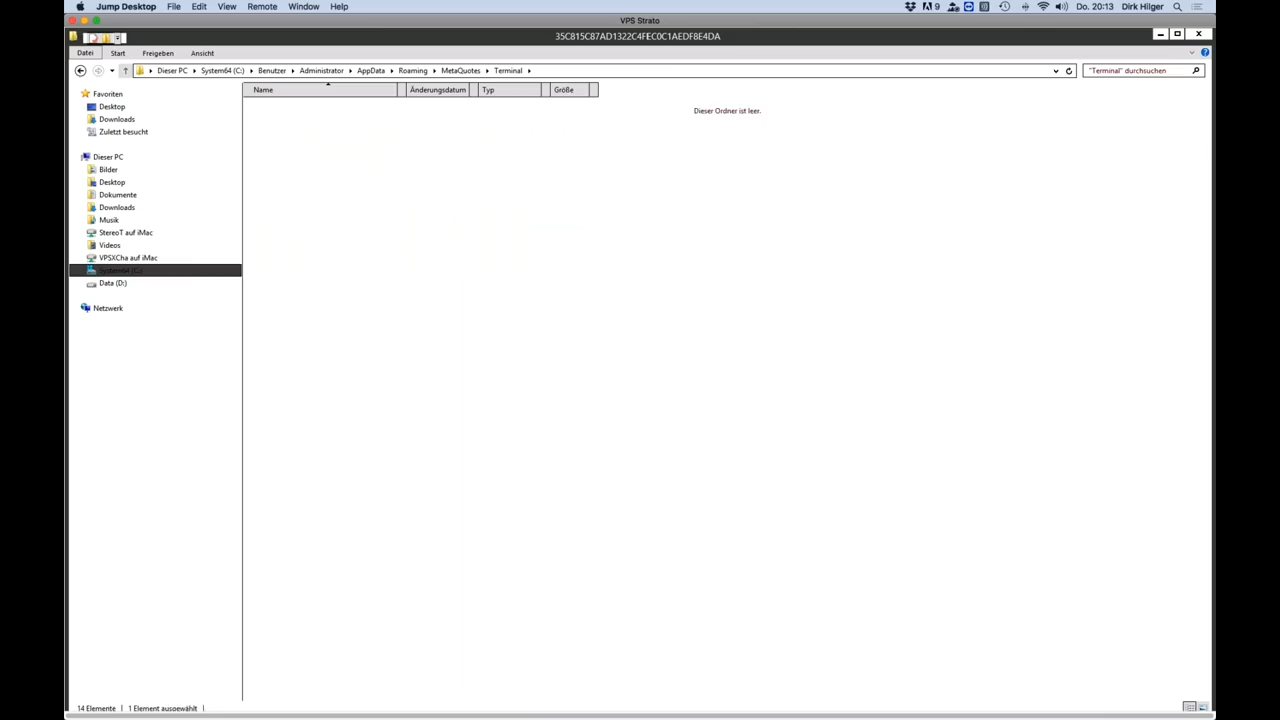 Jump Desktop File Edit View Remote Window Help 9 Do. 20:13 Dirk Hilger
VPS Strato
35C815C87AD1322C4FEC0C1AEDF8E4DA
Datei Start Freigeben Ansicht
Dieser PC System64 (C:) Benutzer Administrator AppData Roaming MetaQuotes Terminal "Terminal" durchsuchen
Name Änderungsdatum Typ Größe
Dieser Ordner ist leer.
Favoriten
Desktop
Downloads
Zuletzt besucht
Dieser PC
Bilder
Desktop
Dokumente
Downloads
Musik
StereoT auf iMac
Videos
VPSXCha auf iMac
System64 (C:)
Data (D:)
Netzwerk
14 Elemente 1 Element ausgewählt